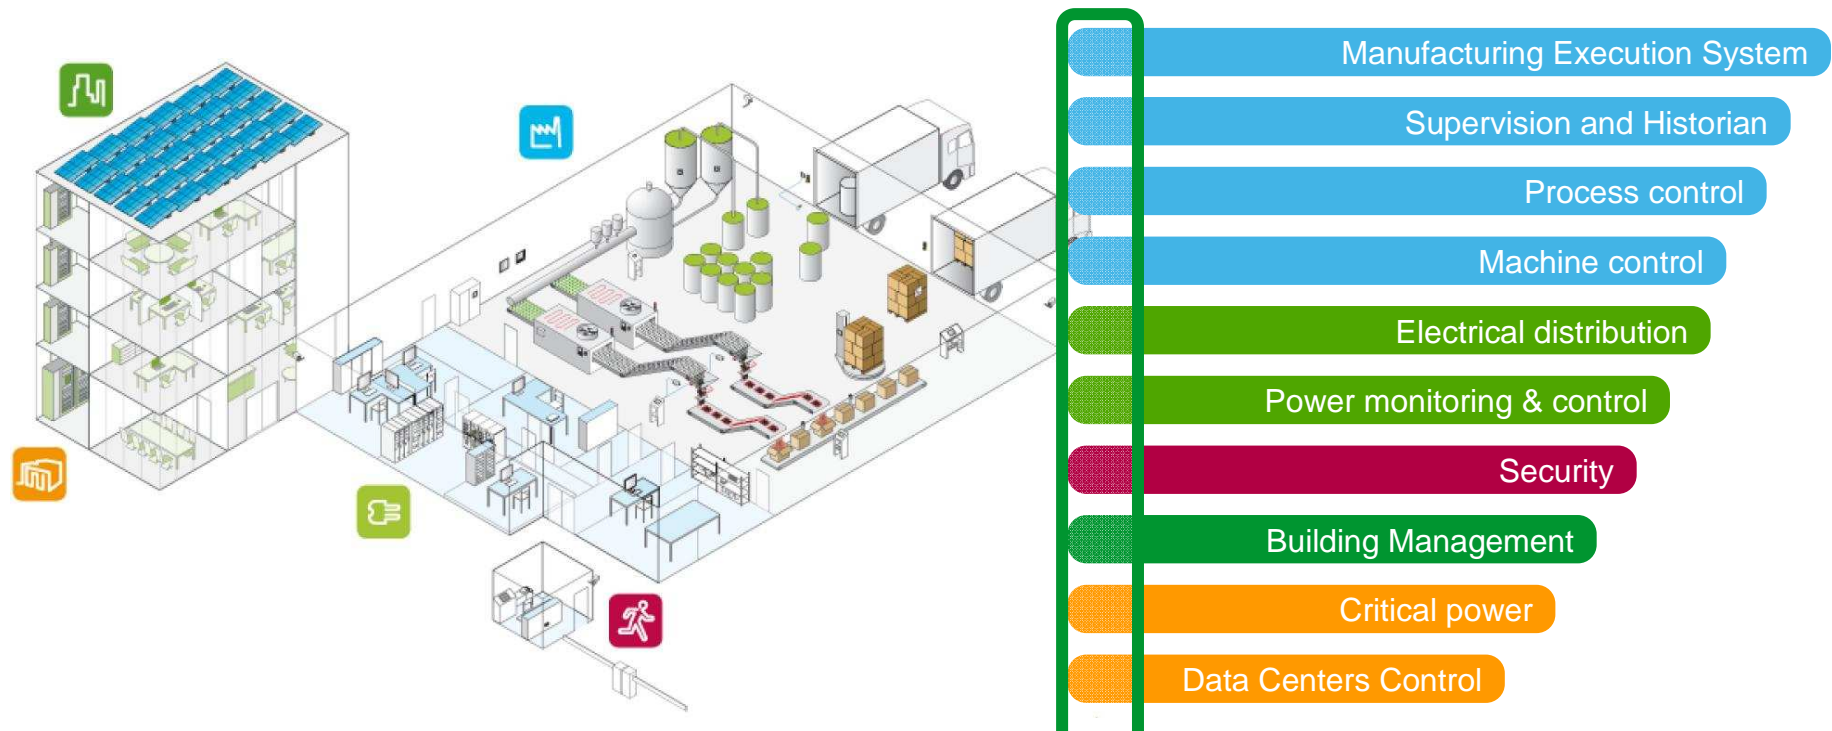 Manufacturing Execution System
Supervision and Historian
Process control
Machine control
Electrical distribution
Power monitoring & control
Security
Building Management
Critical power
Data Centers Control